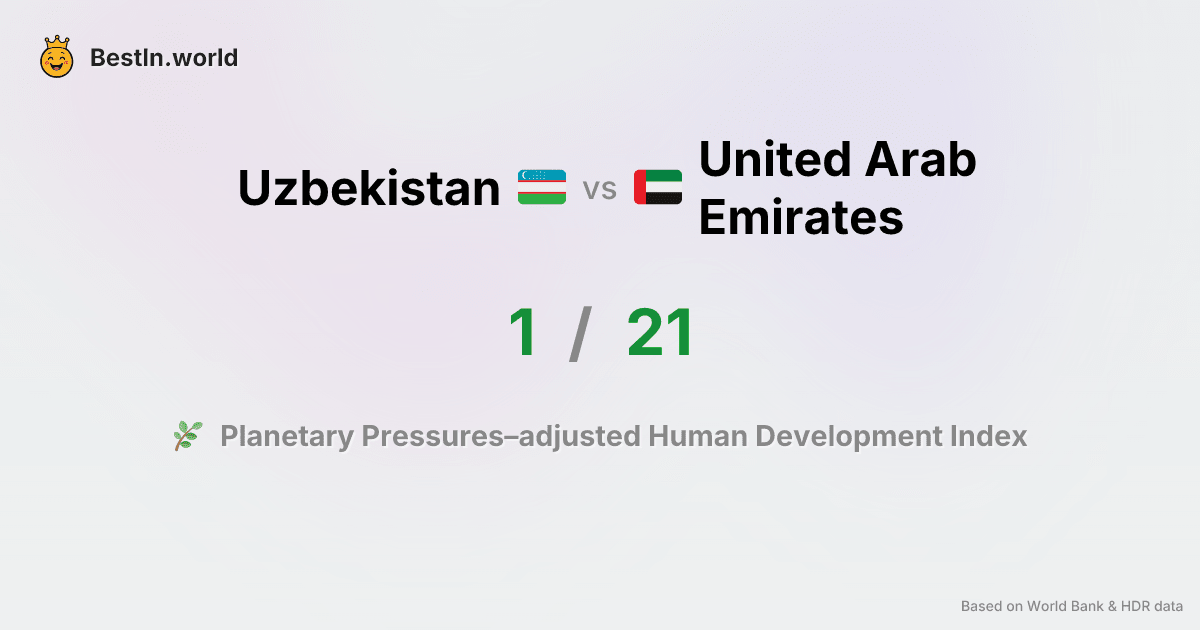 BestIn.world
Uzbekistan vs United Arab
Emirates
1 / 21
Planetary Pressures–adjusted Human Development Index
Based on World Bank & HDR data